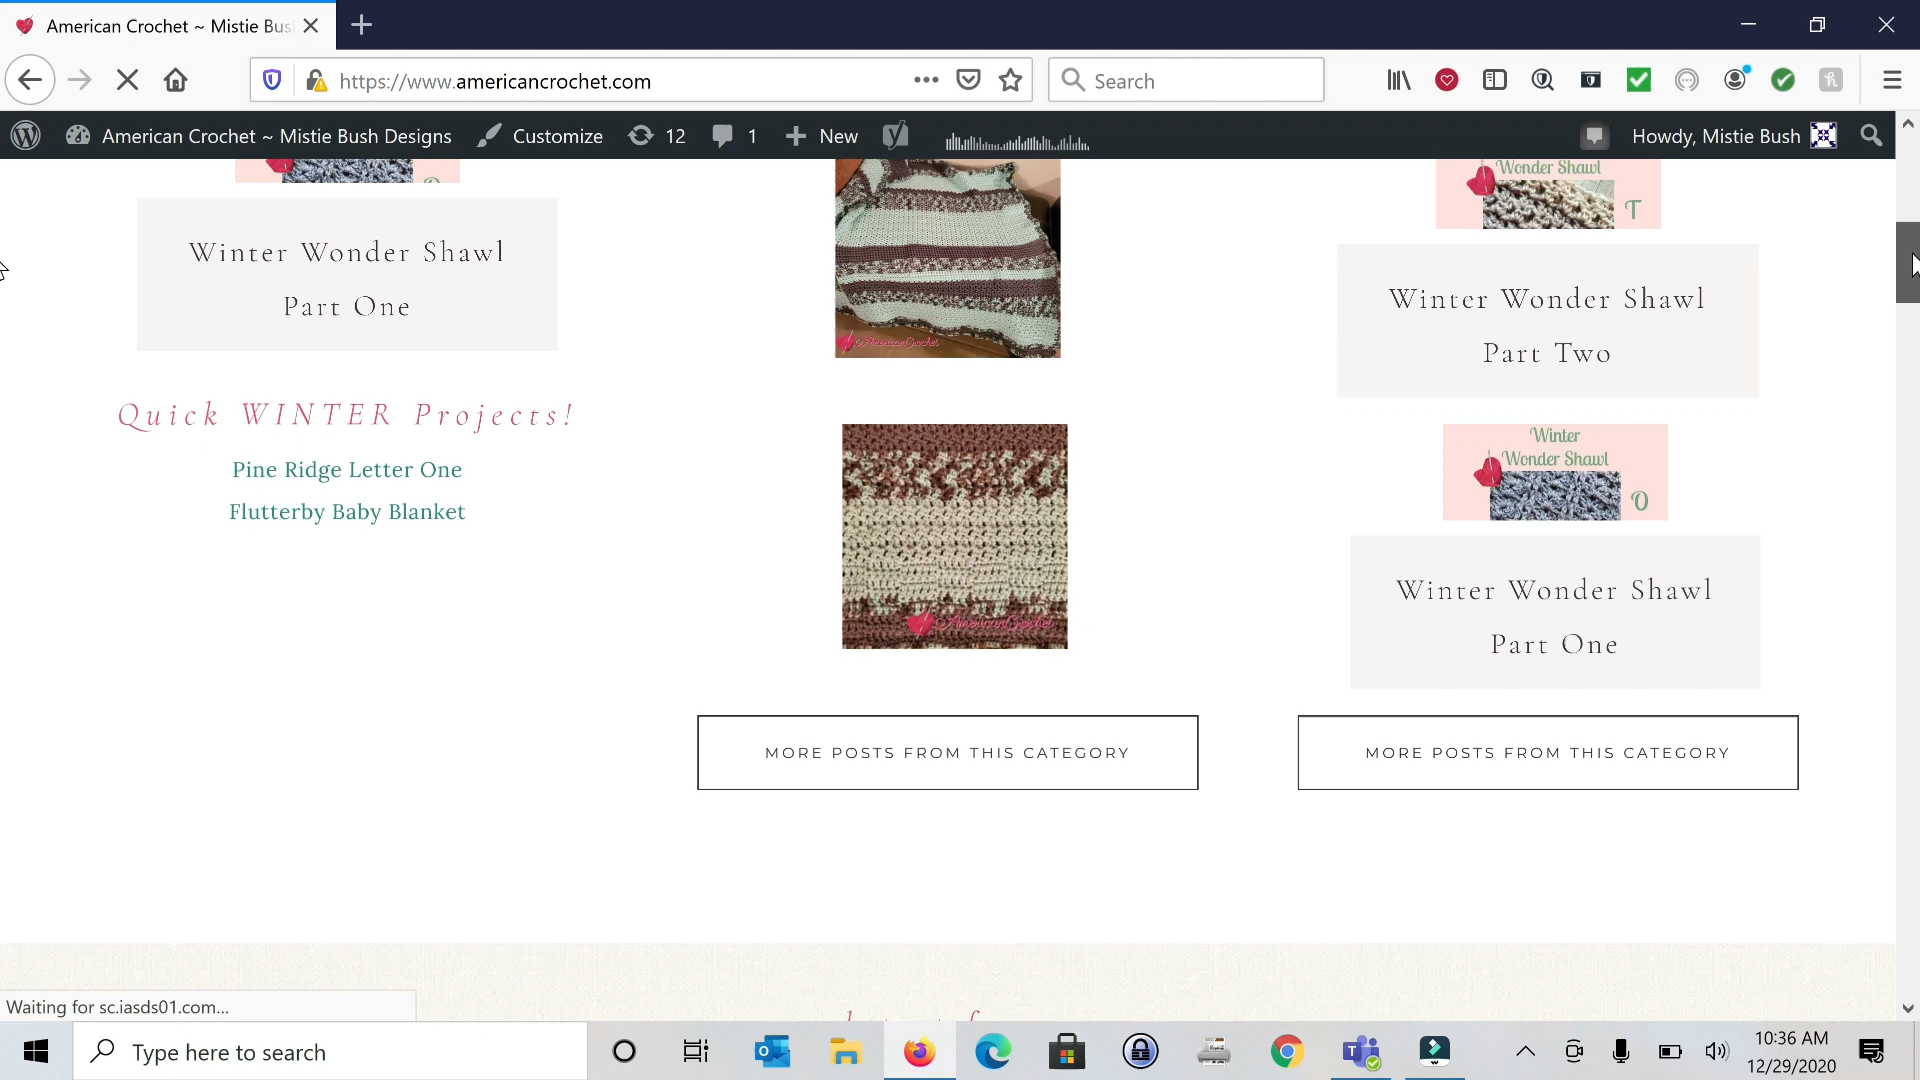 American Crochet ~ Mistie Bus
https://www.americancrochet.com
Search
American Crochet ~ Mistie Bush Designs
Customize
12
1
New
Howdy, Mistie Bush
Winter Wonder Shawl
Part One
Quick WINTER Projects!
Pine Ridge Letter One
Flutterby Baby Blanket
©AmericanCrochet
©AmericanCrochet
MORE POSTS FROM THIS CATEGORY
Wonder Shawl
T
Winter Wonder Shawl
Part Two
Winter
Wonder Shawl
O
Winter Wonder Shawl
Part One
MORE POSTS FROM THIS CATEGORY
Waiting for sc.iasds01.com...
Type here to search
10:36 AM
12/29/2020